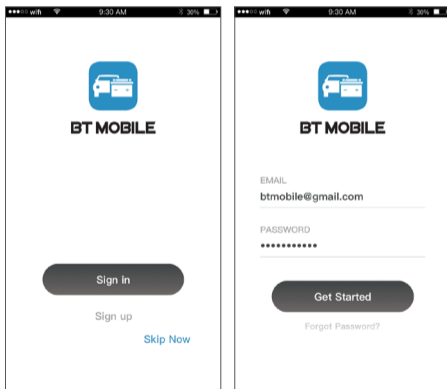 wifi 9:30 AM 30%
BT MOBILE
Sign in
Sign up
Skip Now
wifi 9:30 AM 30%
BT MOBILE
EMAIL
btmobile@gmail.com
PASSWORD
•••••••••••
Get Started
Forgot Password?